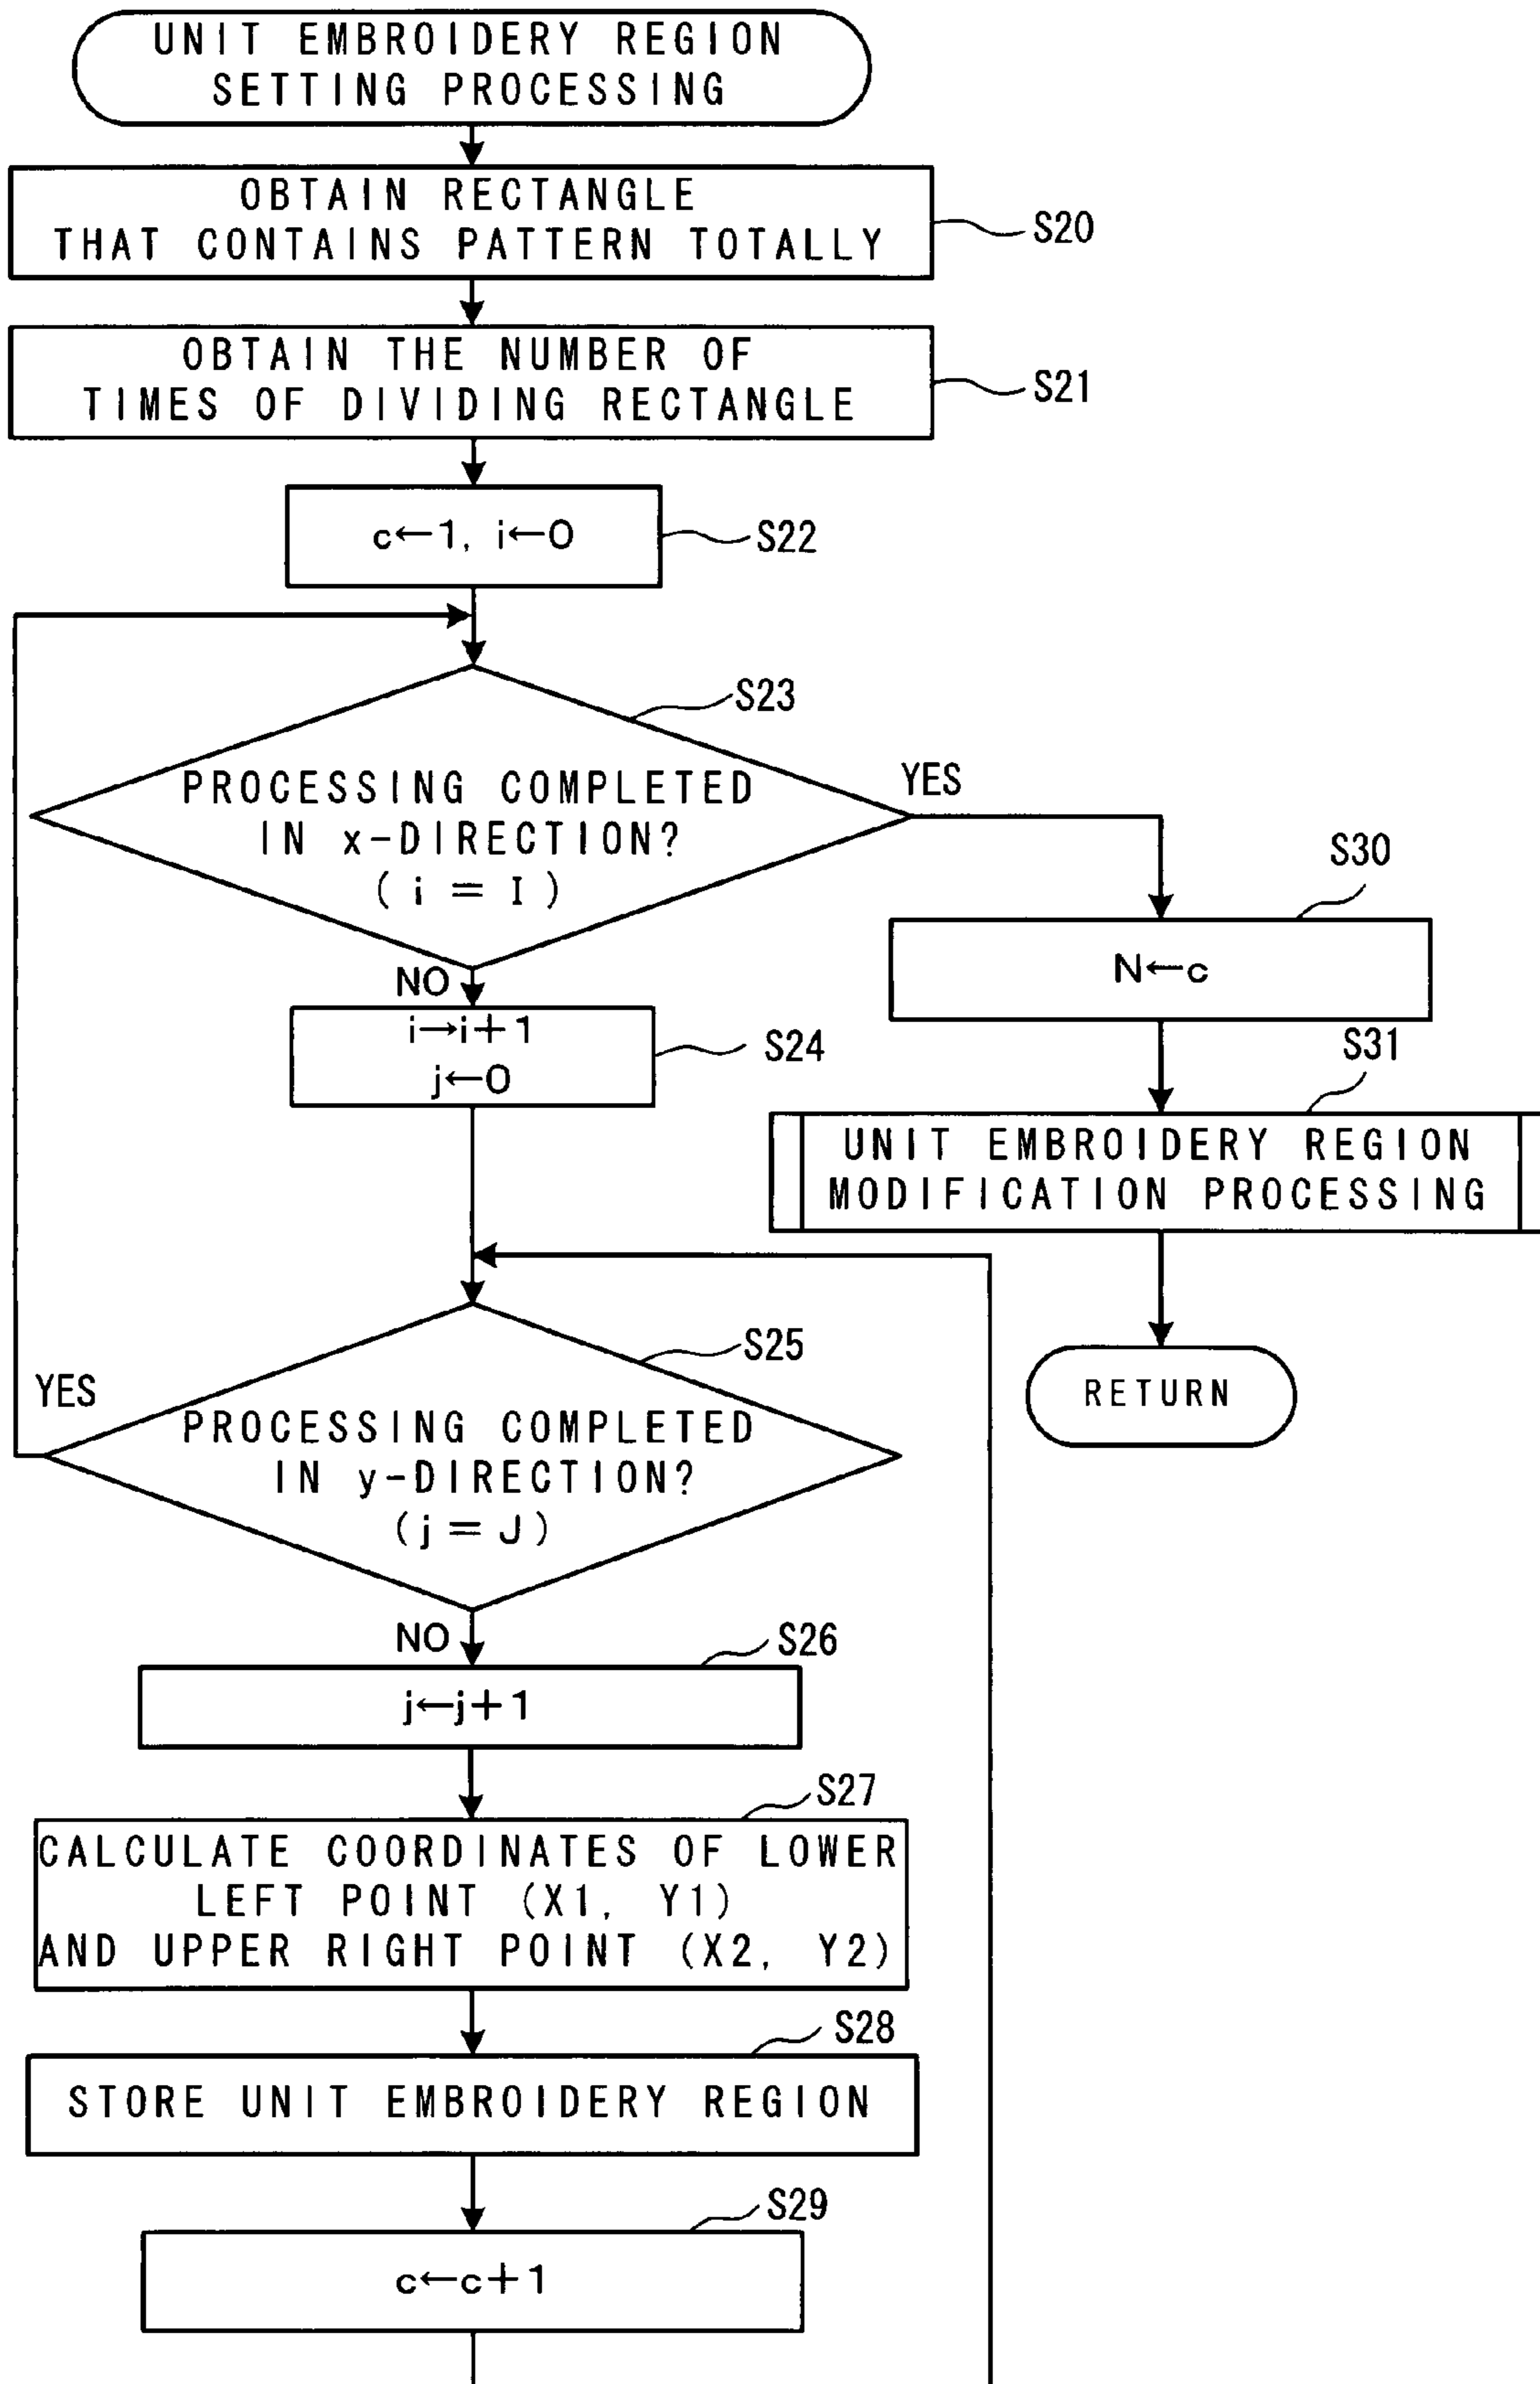 UNIT EMBROIDERY REGION
SETTING PROCESSING
OBTAIN RECTANGLE
THAT CONTAINS PATTERN TOTALLY
S20
OBTAIN THE NUMBER OF
TIMES OF DIVIDING RECTANGLE
S21
c←1, i←0
S22
S23
PROCESSING COMPLETED
IN x-DIRECTION?
( i = I )
YES
NO
i→i+1
j←0
S24
S30
N←c
S31
UNIT EMBROIDERY REGION
MODIFICATION PROCESSING
RETURN
S25
YES
PROCESSING COMPLETED
IN y-DIRECTION?
(j = J)
NO
S26
j←j+1
S27
CALCULATE COORDINATES OF LOWER
LEFT POINT (X1, Y1)
AND UPPER RIGHT POINT (X2, Y2)
S28
STORE UNIT EMBROIDERY REGION
S29
c←c+1